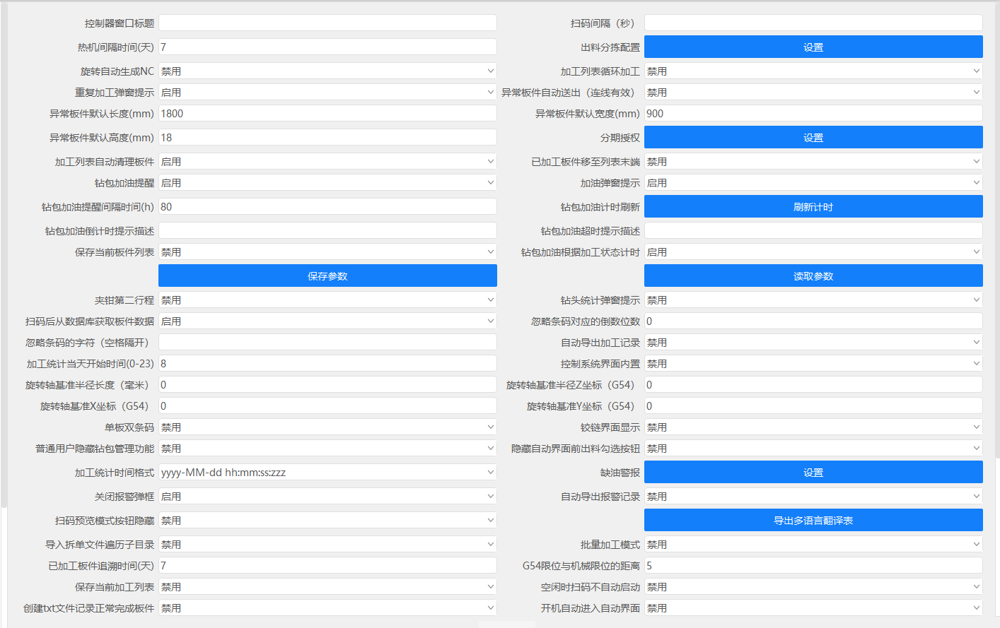 控制器窗口标题
扫码间隔（秒）
热机间隔时间(天) 7
出料分拣配置 设置
旋转自动生成NC 禁用
加工列表循环加工 禁用
重复加工弹窗提示 启用
异常板件自动送出（连线有效） 禁用
异常板件默认长度(mm) 1800
异常板件默认宽度(mm) 900
异常板件默认高度(mm) 18
分期授权 设置
加工列表自动清理板件 启用
已加工板件移至列表末端 禁用
钻包加油提醒 启用
加油弹窗提示 启用
钻包加油提醒间隔时间(h) 80
钻包加油计时刷新 刷新计时
钻包加油倒计时提示描述
钻包加油超时提示描述
保存当前板件列表 禁用
钻包加油根据加工状态计时 启用
保存参数
读取参数
夹钳第二行程 禁用
钻头统计弹窗提示 禁用
扫码后从数据库获取板件数据 启用
忽略条码对应的倒数位数 0
忽略条码的字符（空格隔开）
自动导出加工记录 禁用
加工统计当天开始时间(0-23) 8
控制系统界面内置 禁用
旋转轴基准半径长度（毫米） 0
旋转轴基准半径Z坐标（G54） 0
旋转轴基准X坐标（G54） 0
旋转轴基准Y坐标（G54） 0
单板双条码 禁用
铰链界面显示 禁用
普通用户隐藏钻包管理功能 禁用
隐藏自动界面前出料勾选按钮 禁用
加工统计时间格式 yyyy-MM-dd hh:mm:ss:zzz
缺油警报 设置
关闭报警弹框 启用
自动导出报警记录 禁用
扫码预览模式按钮隐藏 禁用
导出多语言翻译表
导入拆单文件遍历子目录 禁用
批量加工模式 禁用
已加工板件追溯时间(天) 7
G54限位与机械限位的距离 5
保存当前加工列表 禁用
空闲时扫码不自动启动 禁用
创建txt文件记录正常完成板件 禁用
开机自动进入自动界面 禁用